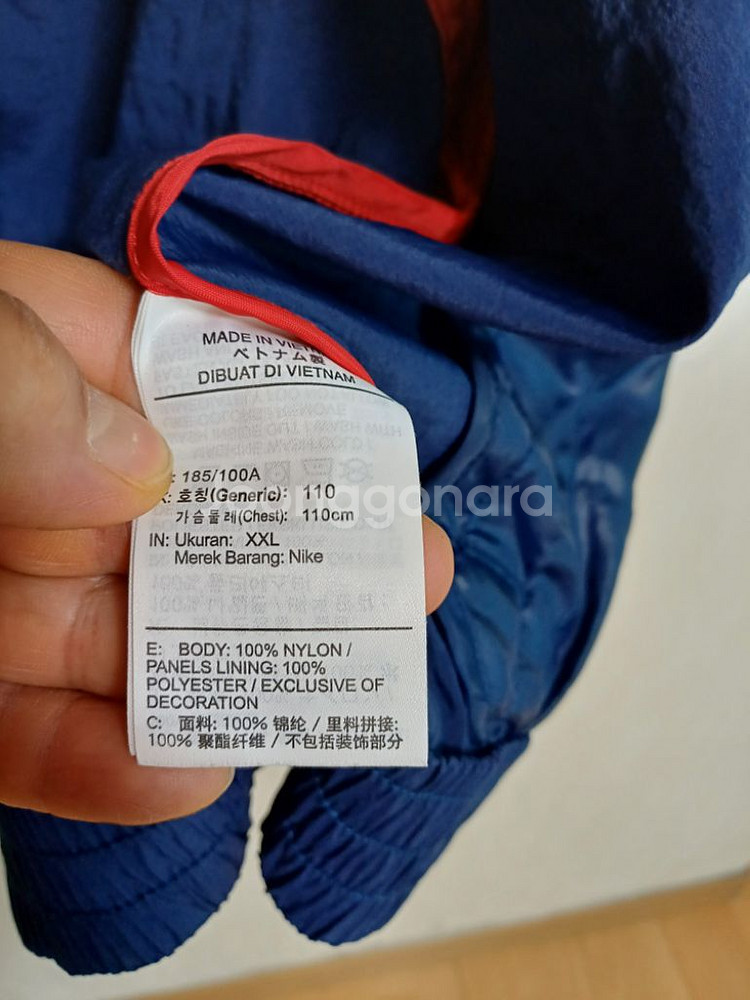 MADE IN VIETN
ベトナム製
DIBUAT DI VIETNAM
: 185/100A
: 호칭(Generic): 110
가슴둘레(Chest): 110cm
IN: Ukuran: XXL
Merek Barang: Nike
E: BODY: 100% NYLON /
PANELS LINING: 100%
POLYESTER / EXCLUSIVE OF
DECORATION
C: 面料: 100% 锦纶 / 里料拼接:
100% 聚酯纤维 / 不包括装饰部分